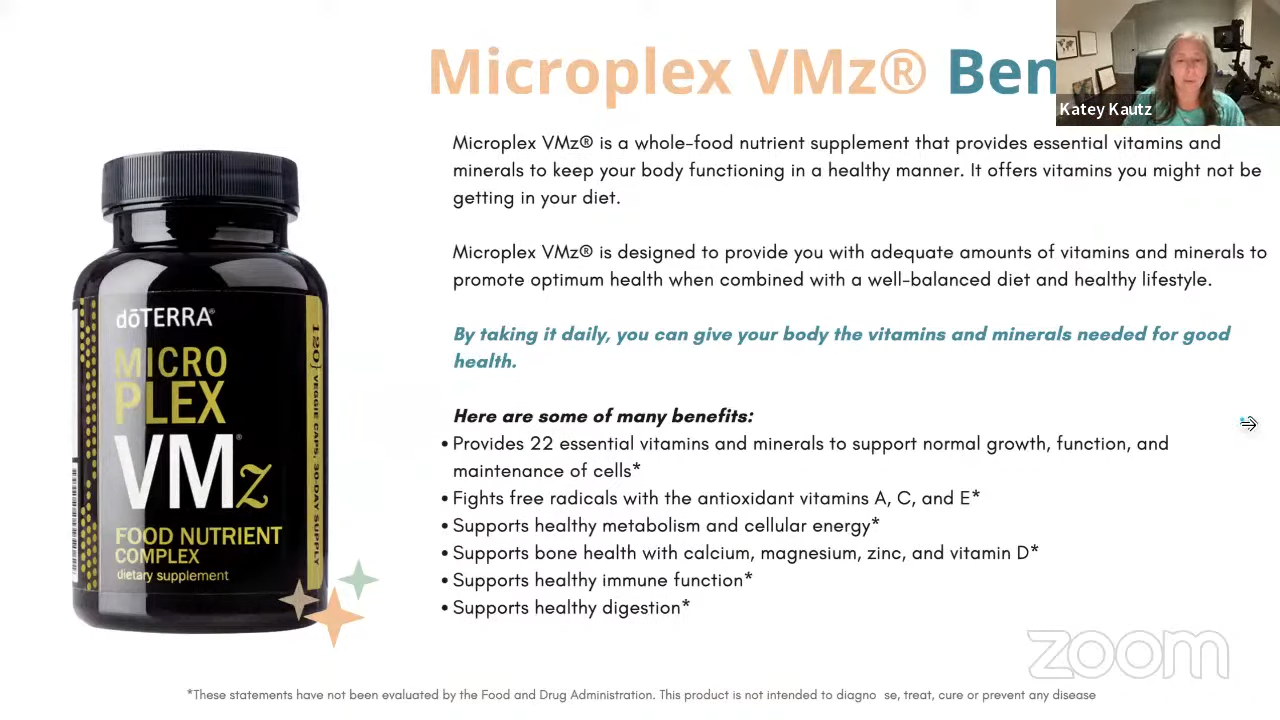 Microplex VMz® Ben
Katey Kautz
Microplex VMz® is a whole-food nutrient supplement that provides essential vitamins and
minerals to keep your body functioning in a healthy manner. It offers vitamins you might not be
getting in your diet.
Microplex VMz® is designed to provide you with adequate amounts of vitamins and minerals to
promote optimum health when combined with a well-balanced diet and healthy lifestyle.
By taking it daily, you can give your body the vitamins and minerals needed for good
health.
Here are some of many benefits:
• Provides 22 essential vitamins and minerals to support normal growth, function, and
maintenance of cells*
• Fights free radicals with the antioxidant vitamins A, C, and E*
• Supports healthy metabolism and cellular energy*
• Supports bone health with calcium, magnesium, zinc, and vitamin D*
• Supports healthy immune function*
• Supports healthy digestion*
dōTERRA®
MICRO
PLEX
VMz®
FOOD NUTRIENT
COMPLEX
dietary supplement
120 VEGGIE CAPS, 30-DAY SUPPLY
zoom
*These statements have not been evaluated by the Food and Drug Administration. This product is not intended to diagno se, treat, cure or prevent any disease